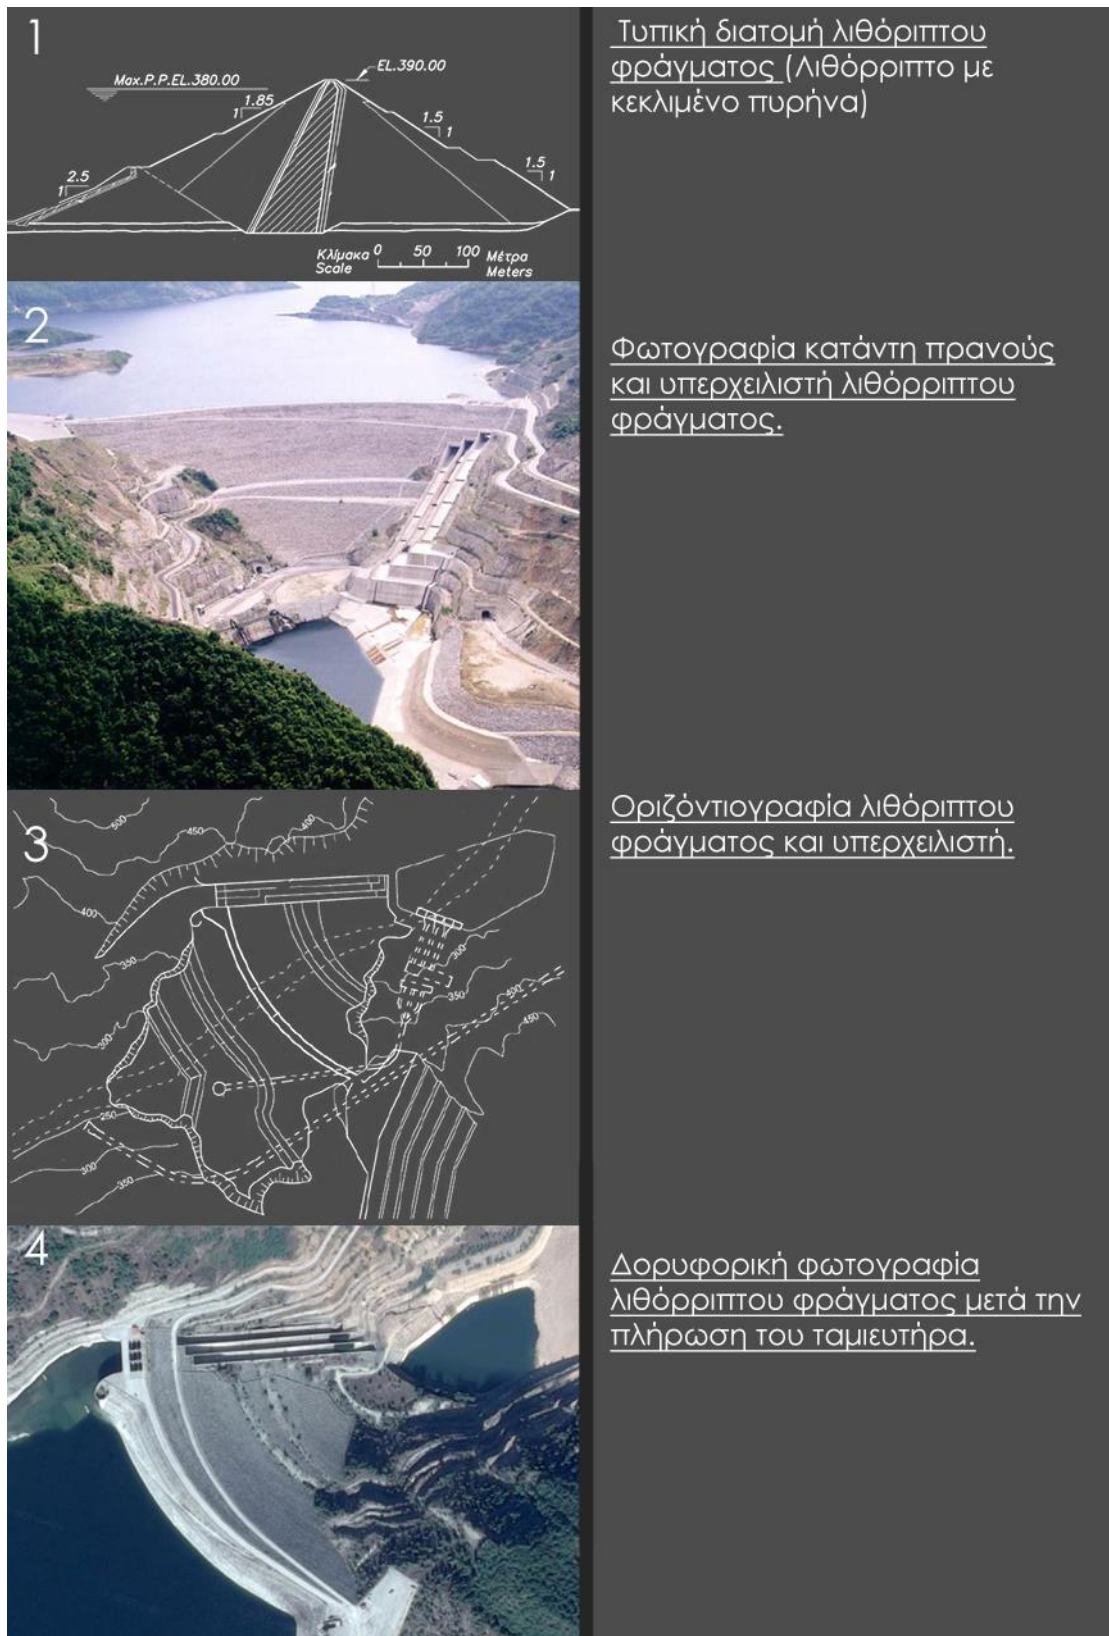 1
Τυπική διατομή λιθόριπτου
φράγματος (Λιθόρριπτο με
κεκλιμένο πυρήνα)
Max.P.P.EL.380.00
EL.390.00
1.85
1
1.5
1
1.5
1
2.5
1
Κλίμακα 0 50 100 Μέτρα
Scale Meters
2
Φωτογραφία κατάντη πρανούς
και υπερχειλιστή λιθόρριπτου
φράγματος.
3
Οριζόντιογραφία λιθόριπτου
φράγματος και υπερχειλιστή.
500
450
400
400
350
300
350
400
450
300
250
300
350
4
Δορυφορική φωτογραφία
λιθόρριπτου φράγματος μετά την
πλήρωση του ταμιευτήρα.